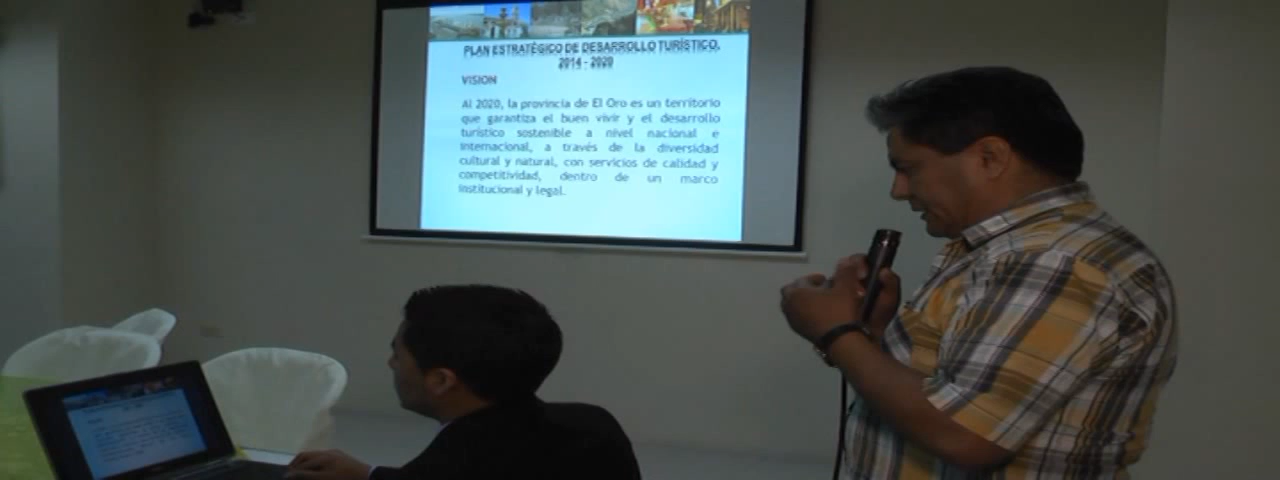 PLAN ESTRATÉGICO DE DESARROLLO TURÍSTICO.
2014 - 2020
VISION
Al 2020, la provincia de El Oro es un territorio
que garantiza el buen vivir y el desarrollo
turístico sostenible a nivel nacional e
internacional, a través de la diversidad
cultural y natural, con servicios de calidad y
competitividad, dentro de un marco
institucional y legal.